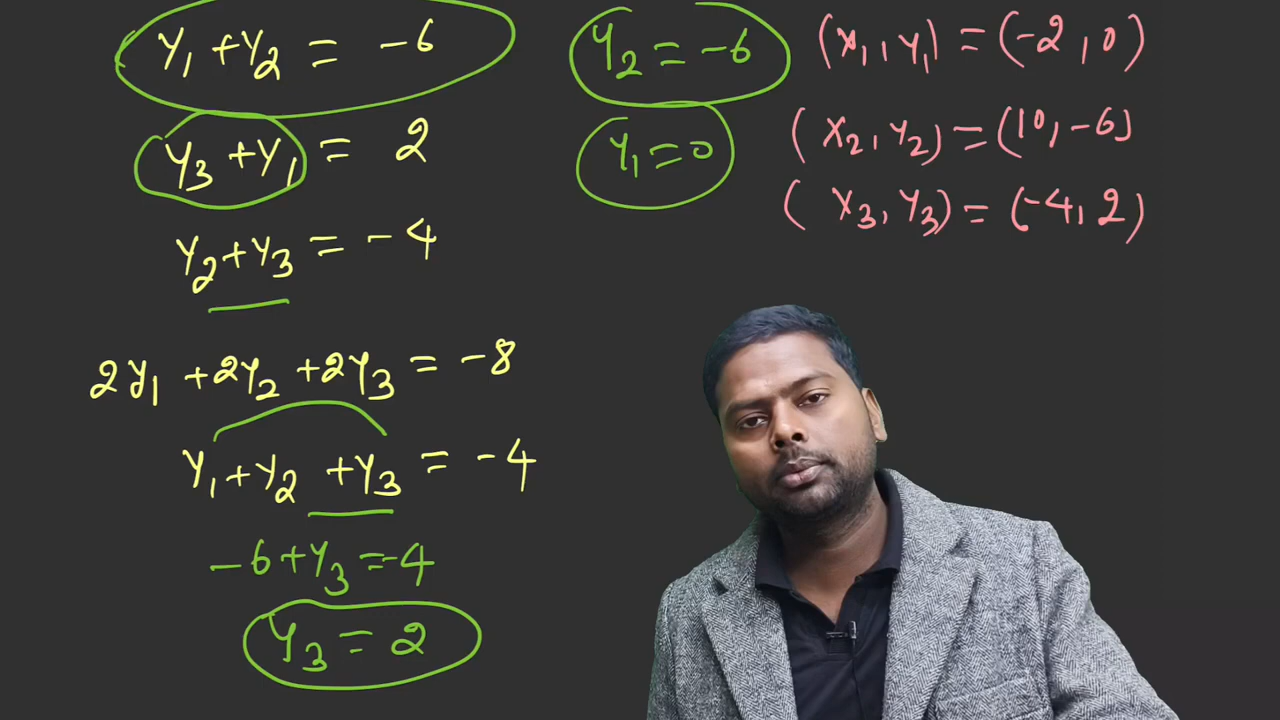 y₁ + y₂ = -6
y₃ + y₁ = 2
y₂ + y₃ = -4
2y₁ + 2y₂ + 2y₃ = -8
y₁ + y₂ + y₃ = -4
-6 + y₃ = -4
y₃ = 2
y₂ = -6
y₁ = 0
(x₁, y₁) = (-2, 0)
(x₂, y₂) = (10, -6)
(x₃, y₃) = (-4, 2)